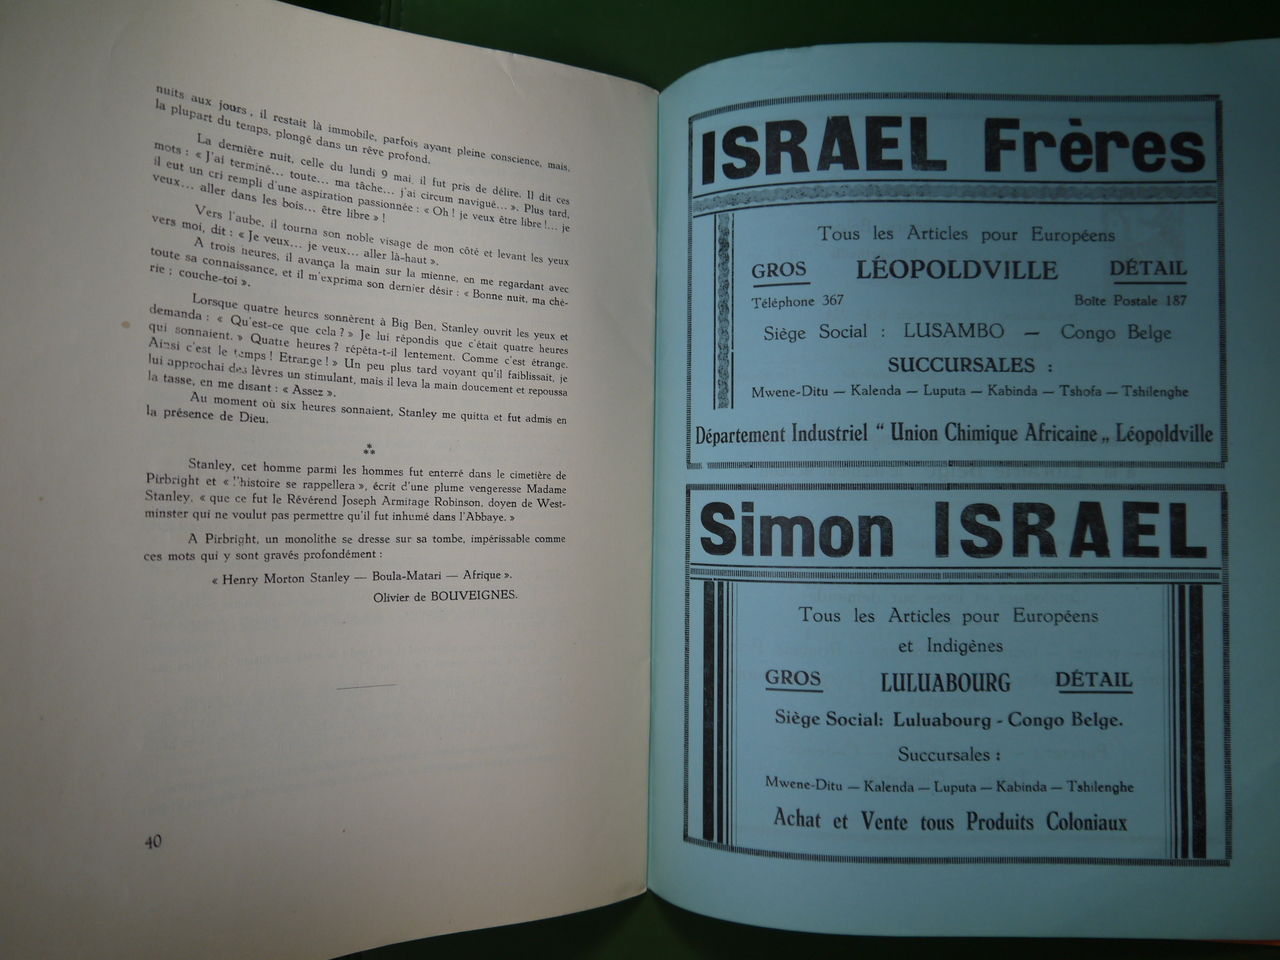 nuits aux jours, il restait là immobile, parfois ayant pleine conscience, mais,
la plupart du temps, plongé dans un rêve profond.
La dernière nuit, celle du lundi 9 mai, il fut pris de délire. Il dit ces
mots : « J'ai terminé... toute... ma tâche... j'ai circum navigué... ». Plus tard,
il eut un cri rempli d'une aspiration passionnée : « Oh ! je veux être libre !... je
veux... aller dans les bois... être libre » !
Vers l'aube, il tourna son noble visage de mon côté et levant les yeux
vers moi, dit : « Je veux... je veux... aller là-haut ».
A trois heures, il avança la main sur la mienne, en me regardant avec
toute sa connaissance, et il m'exprima son dernier désir : « Bonne nuit, ma ché-
rie ; couche-toi ».
Lorsque quatre heures sonnèrent à Big Ben, Stanley ouvrit les yeux et
demanda : « Qu'est-ce que cela ? » Je lui répondis que c'était quatre heures
qui sonnaient. » Quatre heures ? répéta-t-il lentement. Comme c'est étrange.
Ainsi c'est le temps ! Etrange ! » Un peu plus tard voyant qu'il faiblissait, je
lui approchai des lèvres un stimulant, mais il leva la main doucement et repoussa
la tasse, en me disant : « Assez ».
Au moment où six heures sonnaient, Stanley me quitta et fut admis en
la présence de Dieu.
⁂
Stanley, cet homme parmi les hommes fut enterré dans le cimetière de
Pirbright et « l'histoire se rappellera », écrit d'une plume vengeresse Madame
Stanley, « que ce fut le Révérend Joseph Armitage Robinson, doyen de West-
minster qui ne voulut pas permettre qu'il fut inhumé dans l'Abbaye. »
A Pirbright, un monolithe se dresse sur sa tombe, impérissable comme
ces mots qui y sont gravés profondément :
« Henry Morton Stanley — Boula-Matari — Afrique ».
Olivier de BOUVEIGNES.
40
ISRAEL Frères
Tous les Articles pour Européens
GROS LÉOPOLDVILLE DÉTAIL
Téléphone 367 Boîte Postale 187
Siège Social : LUSAMBO — Congo Belge
SUCCURSALES :
Mwene-Ditu — Kalenda — Luputa — Kabinda — Tshofa — Tshilenghe
Département Industriel “ Union Chimique Africaine „ Léopoldville
Simon ISRAEL
Tous les Articles pour Européens
et Indigènes
GROS LULUABOURG DÉTAIL
Siège Social: Luluabourg - Congo Belge.
Succursales :
Mwene-Ditu — Kalenda — Luputa — Kabinda — Tshilenghe
Achat et Vente tous Produits Coloniaux